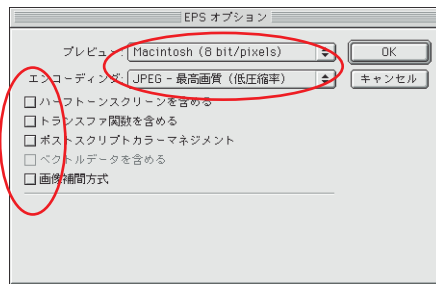 EPS オプション
プレビュー: Macintosh (8 bit/pixels) OK
エンコーディング: JPEG - 最高画質 (低圧縮率) キャンセル
ハーフトーンスクリーンを含める
トランスファ関数を含める
ポストスクリプトカラーマネジメント
ベクトルデータを含める
画像補間方式